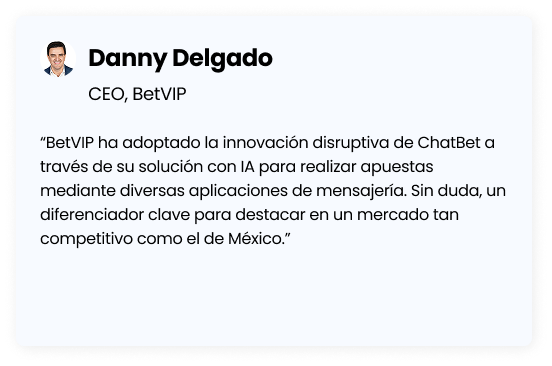 Danny Delgado
CEO, BetVIP
“BetVIP ha adoptado la innovación disruptiva de ChatBet a
través de su solución con IA para realizar apuestas
mediante diversas aplicaciones de mensajería. Sin duda, un
diferenciador clave para destacar en un mercado tan
competitivo como el de México.”